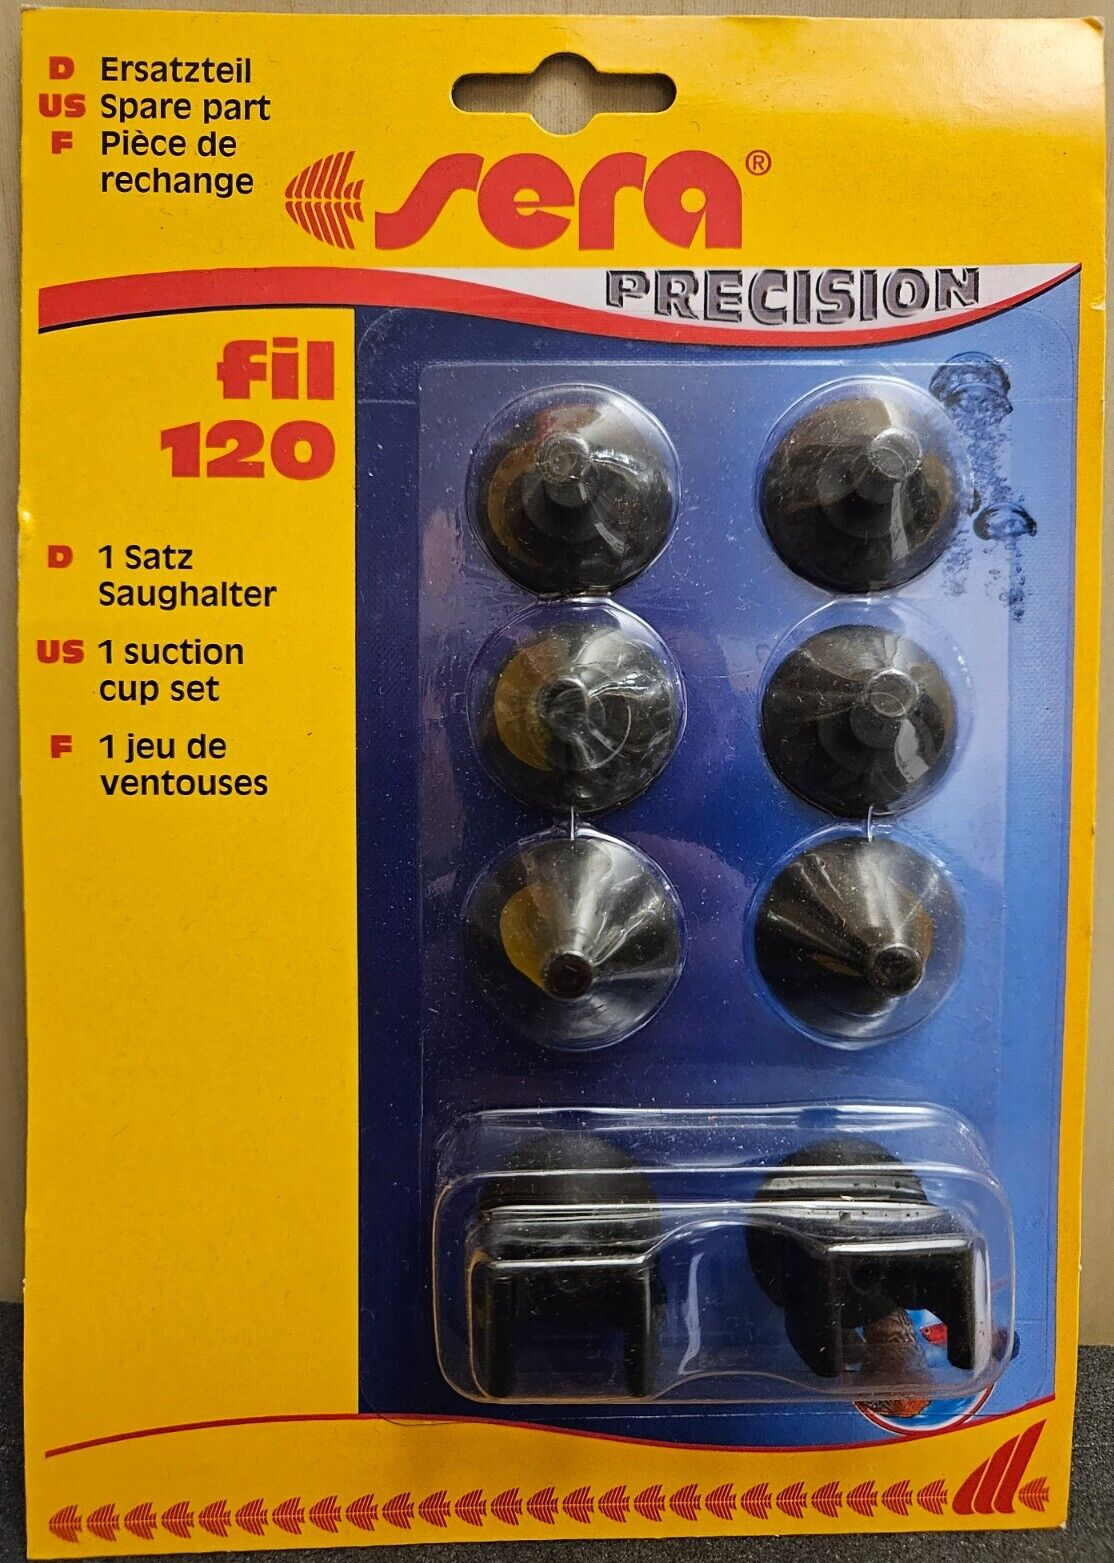 D Ersatzteil
US Spare part
F Pièce de
rechange
sera®
PRECISION
fil
120
D 1 Satz
Saughalter
US 1 suction
cup set
F 1 jeu de
ventouses